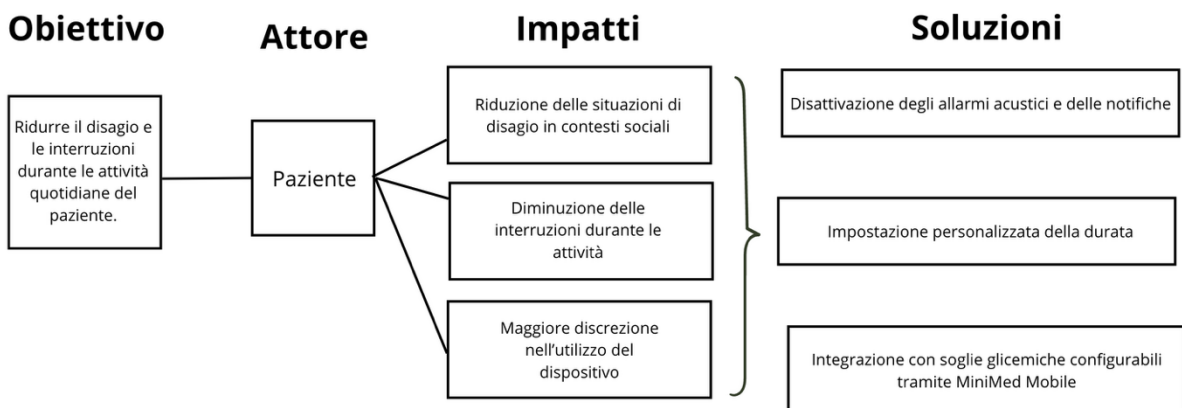 Obiettivo
Attore
Impatti
Soluzioni
Ridurre il disagio e
le interruzioni
durante le attività
quotidiane del
paziente.
Paziente
Riduzione delle situazioni di
disagio in contesti sociali
Diminuzione delle
interruzioni durante le
attività
Maggiore discrezione
nell'utilizzo del
dispositivo
Disattivazione degli allarmi acustici e delle notifiche
Impostazione personalizzata della durata
Integrazione con soglie glicemiche configurabili
tramite MiniMed Mobile